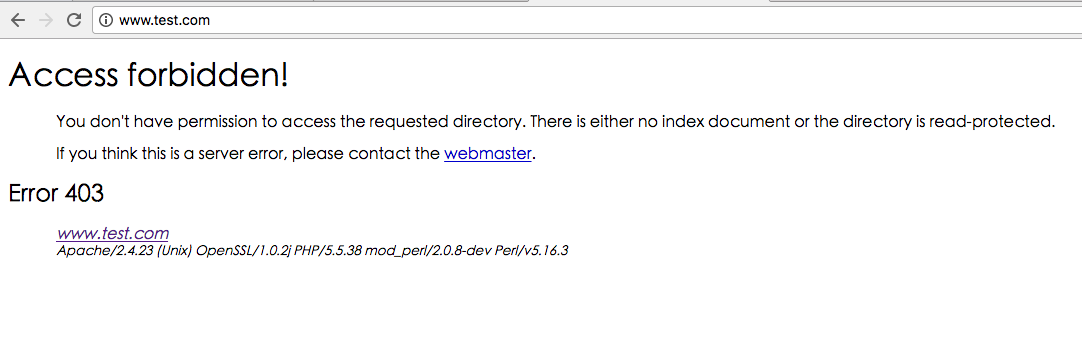 www.test.com
Access forbidden!
You don't have permission to access the requested directory. There is either no index document or the directory is read-protected.
If you think this is a server error, please contact the webmaster.
Error 403
www.test.com
Apache/2.4.23 (Unix) OpenSSL/1.0.2j PHP/5.5.38 mod_perl/2.0.8-dev Perl/v5.16.3